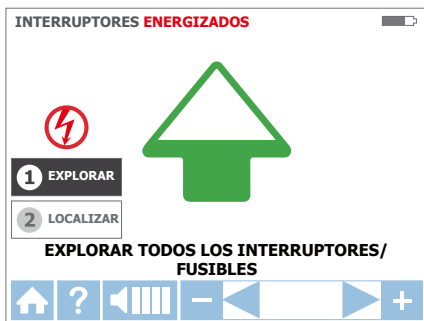 INTERRUPTORES ENERGIZADOS
1 EXPLORAR
2 LOCALIZAR
EXPLORAR TODOS LOS INTERRUPTORES/
FUSIBLES
?